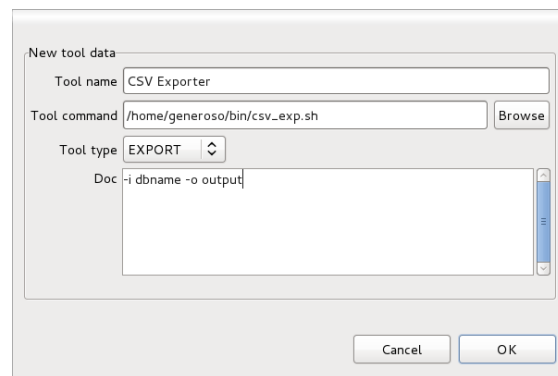 New tool data
Tool name CSV Exporter
Tool command /home/generoso/bin/csv_exp.sh Browse
Tool type EXPORT
Doc -i dbname -o output
Cancel OK